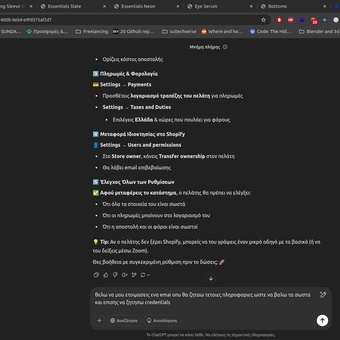 ng Sleeve
Essentials Slate
Essentials Neon
Eye Serum
Bottoms
600b-9eb4-e9fd375af2d7
SUNDA...
Προσφορές &...
Freelancing
20 Github rep...
scitechverse
Where and ho...
Code: The Hid...
Blender and 3d
Μνήμη πλήρης
• Ορίζεις κόστος αποστολής
Πληρωμές & Φορολογία
Settings → Payments
• Προσθέτεις λογαριασμό τραπέζης του πελάτη για πληρωμές
• Settings → Taxes and Duties
• Επιλέγεις Ελλάδα & χώρες που πουλάει για φόρους
Μεταφορά Ιδιοκτησίας στο Shopify
Settings → Users and permissions
• Στο Store owner, κάνεις Transfer ownership στον πελάτη
• Θα λάβει email επιβεβαίωσης
Έλεγχος Όλων των Ρυθμίσεων
✅ Αφού μεταφέρεις το κατάστημα, ο πελάτης θα πρέπει να ελέγξει:
• Ότι όλα τα στοιχεία του είναι σωστά
• Ότι οι πληρωμές μπαίνουν στο λογαριασμό του
• Ότι η αποστολή και οι φόροι είναι σωστοί
💡 Tip: Αν ο πελάτης δεν ξέρει Shopify, μπορείς να του γράψεις έναν μικρό οδηγό με τα βασικά (ή να
του δείξεις μέσω Zoom).
Θες βοήθεια με συγκεκριμένη ρύθμιση πριν το δώσεις; 🚀
θελω να μου ετοιμασεις ενα emai οπυ θα ζηταω τετοιες πληροφοριες ωστε να βαλω τα σωστα
και επισης να ζητησω credentials
Αναζήτηση
Αιτιολόγηση
Το ChatGPT μπορεί να κάνει λάθη. Να ελέγχεις τις σημαντικές πληροφορίες.